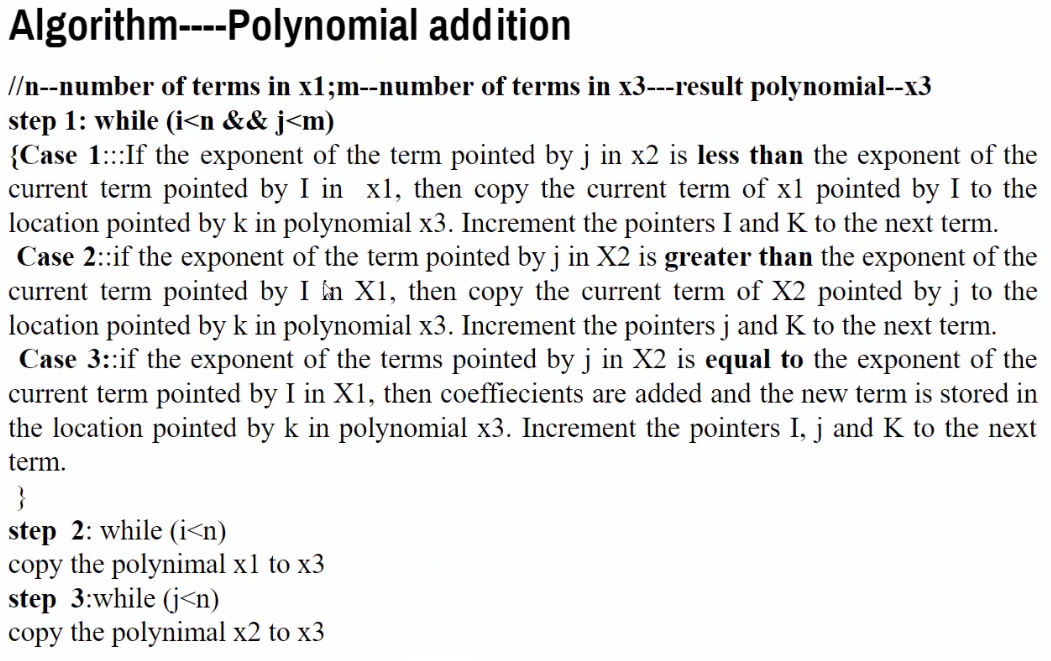 Algorithm----Polynomial addition
//n--number of terms in x1;m--number of terms in x3---result polynomial--x3
step 1: while (i<n && j<m)
{Case 1:::If the exponent of the term pointed by j in x2 is less than the exponent of the
current term pointed by I in x1, then copy the current term of x1 pointed by I to the
location pointed by k in polynomial x3. Increment the pointers I and K to the next term.
Case 2::if the exponent of the term pointed by j in X2 is greater than the exponent of the
current term pointed by I in X1, then copy the current term of X2 pointed by j to the
location pointed by k in polynomial x3. Increment the pointers j and K to the next term.
Case 3::if the exponent of the terms pointed by j in X2 is equal to the exponent of the
current term pointed by I in X1, then coeffiecients are added and the new term is stored in
the location pointed by k in polynomial x3. Increment the pointers I, j and K to the next
term.
}
step 2: while (i<n)
copy the polynimal x1 to x3
step 3:while (j<n)
copy the polynimal x2 to x3